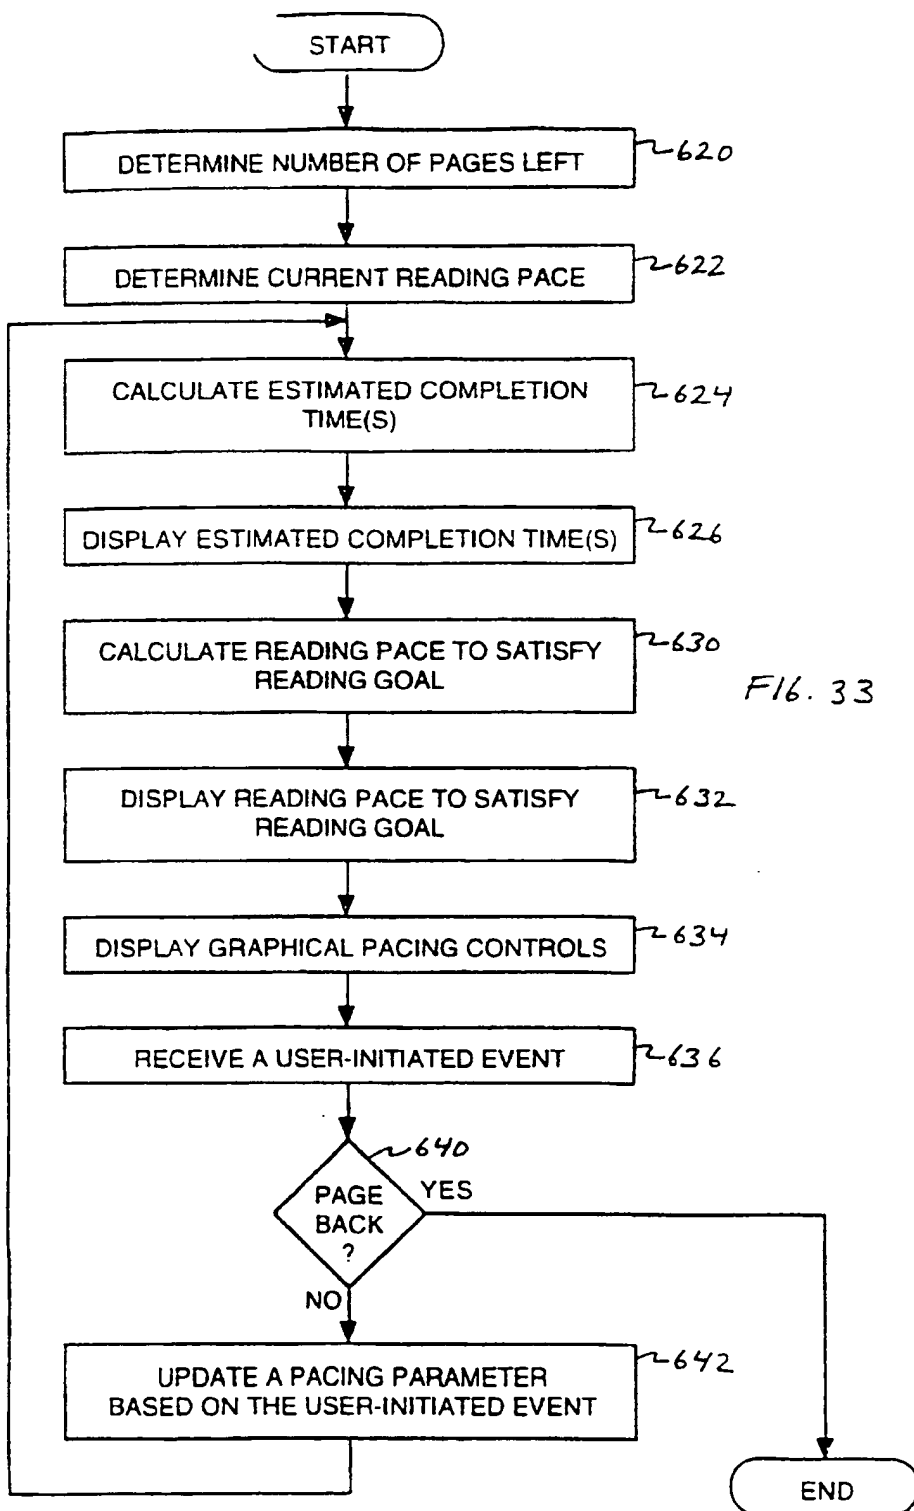 START
DETERMINE NUMBER OF PAGES LEFT
620
DETERMINE CURRENT READING PACE
622
CALCULATE ESTIMATED COMPLETION
TIME(S)
624
DISPLAY ESTIMATED COMPLETION TIME(S)
626
CALCULATE READING PACE TO SATISFY
READING GOAL
630
FIG. 33
DISPLAY READING PACE TO SATISFY
READING GOAL
632
DISPLAY GRAPHICAL PACING CONTROLS
634
RECEIVE A USER-INITIATED EVENT
636
640
PAGE
BACK
?
YES
NO
UPDATE A PACING PARAMETER
BASED ON THE USER-INITIATED EVENT
642
END